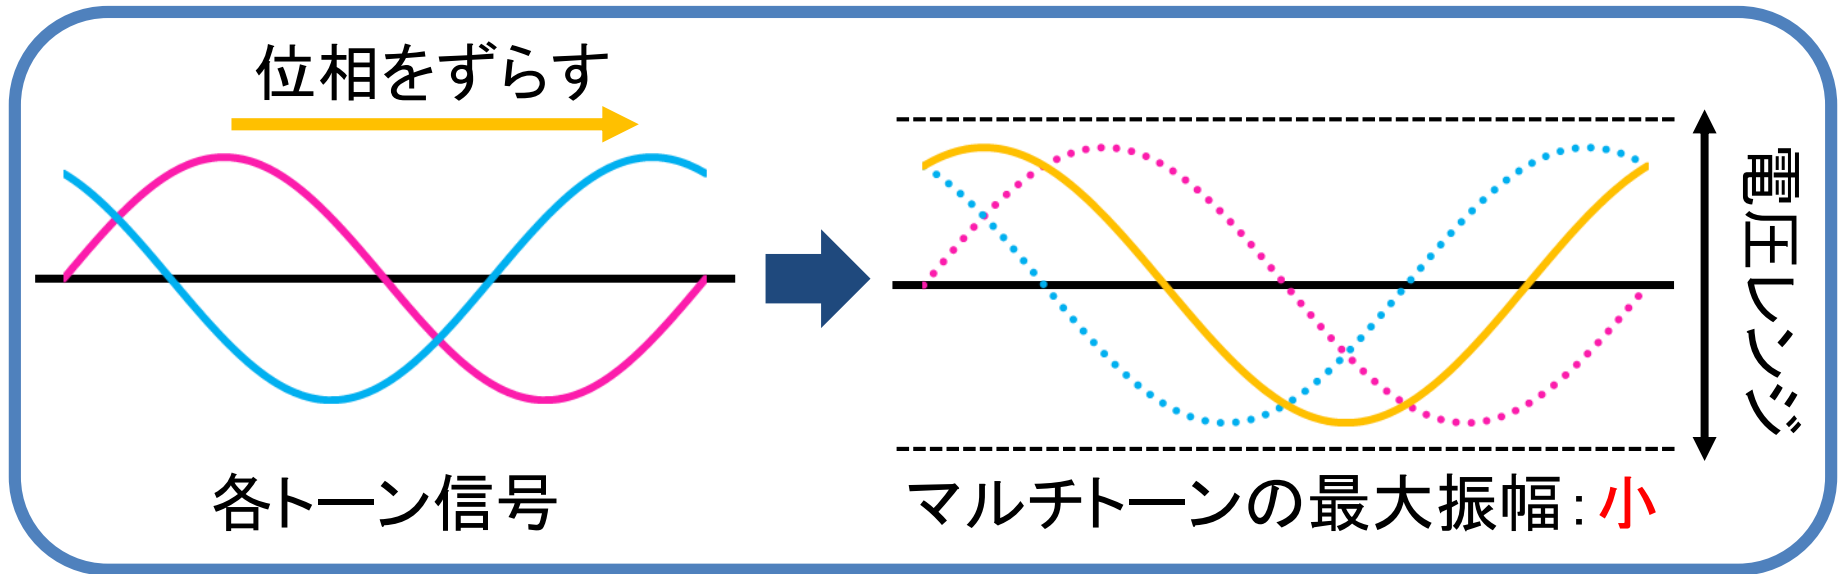 位相をずらす
各トーン信号
電圧レンジ
マルチトーンの最大振幅：小